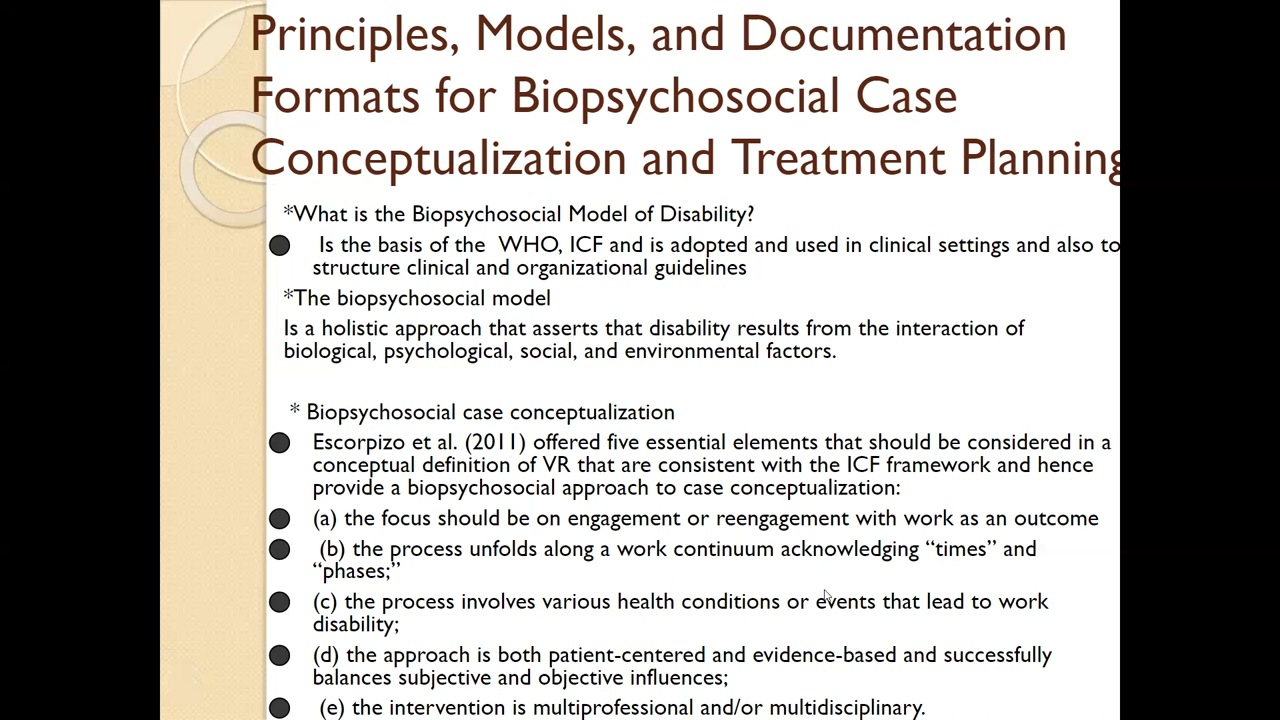 Principles, Models, and Documentation
Formats for Biopsychosocial Case
Conceptualization and Treatment Planning
*What is the Biopsychosocial Model of Disability?
Is the basis of the WHO, ICF and is adopted and used in clinical settings and also to
structure clinical and organizational guidelines
*The biopsychosocial model
Is a holistic approach that asserts that disability results from the interaction of
biological, psychological, social, and environmental factors.
* Biopsychosocial case conceptualization
Escorpizo et al. (2011) offered five essential elements that should be considered in a
conceptual definition of VR that are consistent with the ICF framework and hence
provide a biopsychosocial approach to case conceptualization:
(a) the focus should be on engagement or reengagement with work as an outcome
(b) the process unfolds along a work continuum acknowledging “times” and
“phases;”
(c) the process involves various health conditions or events that lead to work
disability;
(d) the approach is both patient-centered and evidence-based and successfully
balances subjective and objective influences;
(e) the intervention is multiprofessional and/or multidisciplinary.